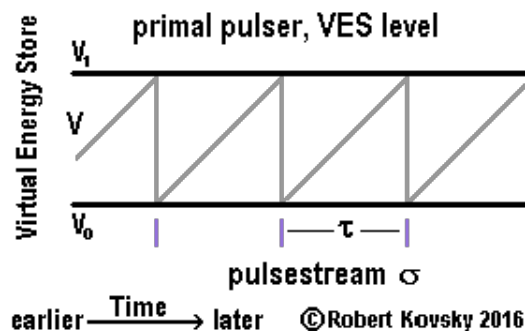 primal pulser, VES level
Virtual Energy Store
V₁
V
V₀
τ
pulsestream σ
earlier Time later
©Robert Kovsky 2016